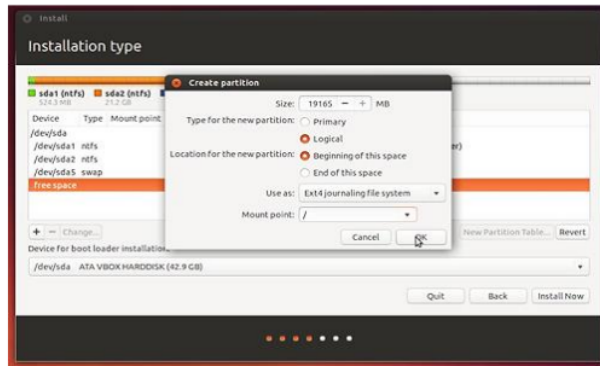 Install
Installation type
sda1 (ntfs) sda2 (ntfs)
524.3 MB 21.2 GB
Create partition
Size: 19165 − + MB
Type for the new partition: Primary
Logical
Location for the new partition: Beginning of this space
End of this space
Use as: Ext4 journaling file system
Mount point: /
Cancel OK
Device Type Mount point
/dev/sda
/dev/sda1 ntfs
/dev/sda2 ntfs
/dev/sda5 swap
free space
+ − Change... New Partition Table... Revert
Device for boot loader installation:
/dev/sda ATA VBOX HARDDISK (42.9 GB)
Quit Back Install Now